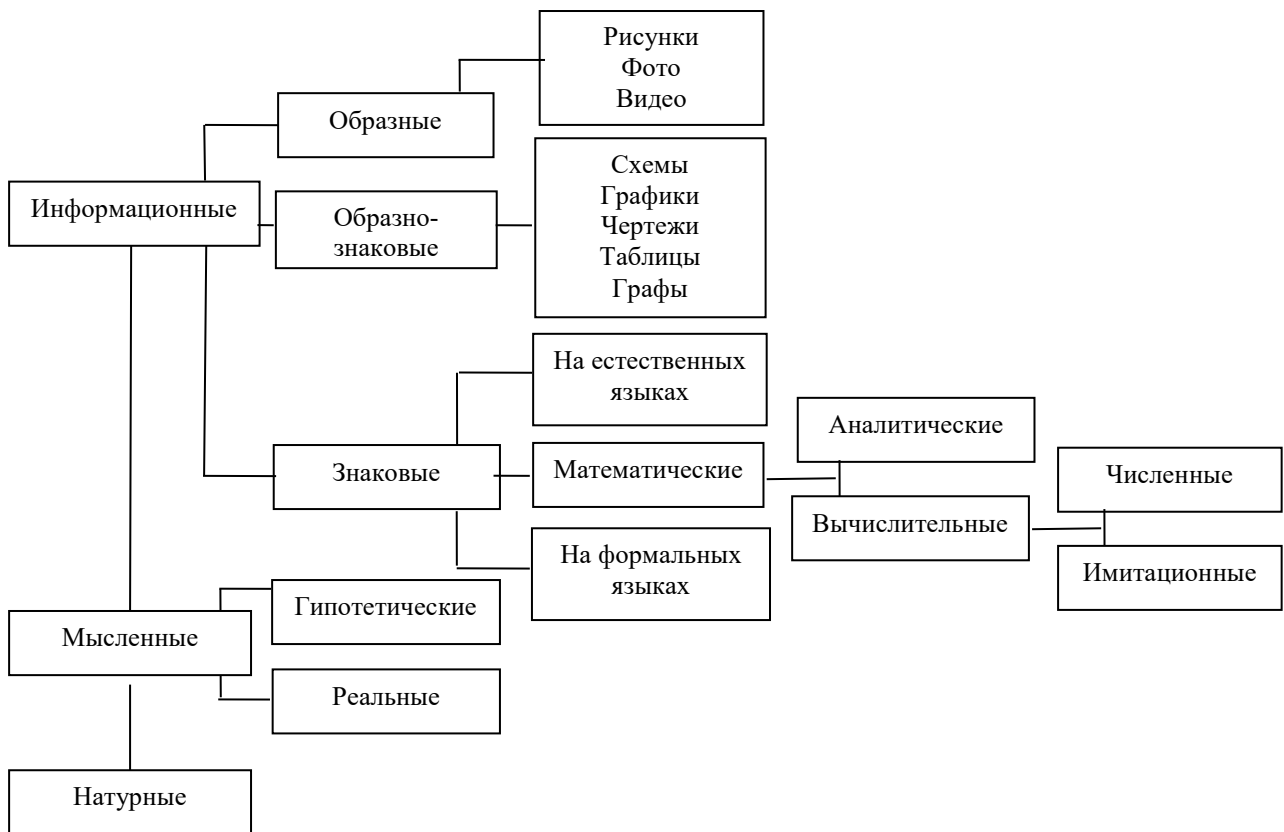 Рисунки
Фото
Видео
Образные
Схемы
Графики
Чертежи
Таблицы
Графы
Информационные
Образно-
знаковые
На естественных
языках
Аналитические
Знаковые
Математические
Численные
Вычислительные
На формальных
языках
Имитационные
Гипотетические
Мысленные
Реальные
Натурные